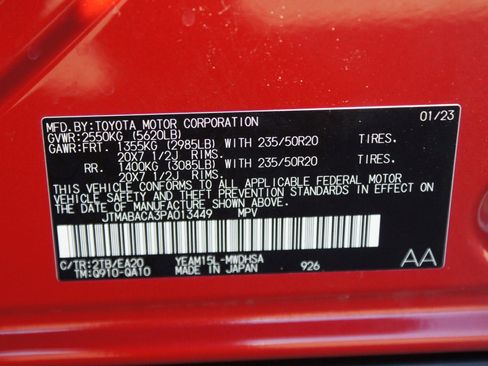 MFD.BY:TOYOTA MOTOR CORPORATION 01/23
GVWR:2550KG (5620LB)
GAWR:FRT. 1355KG (2985LB) WITH 235/50R20 TIRES.
20X7 1/2J RIMS.
RR. 1400KG (3085LB) WITH 235/50R20 TIRES.
20X7 1/2J RIMS.
THIS VEHICLE CONFORMS TO ALL APPLICABLE FEDERAL MOTOR
VEHICLE SAFETY AND THEFT PREVENTION STANDARDS IN EFFECT
ON THE DATE OF MANUFACTURE SHOWN ABOVE.
JTMABACA3PA013449 MPV
C/TR:2TB/EA20 YEAM15L-MWDHSA
TM:Q910-QA10 MADE IN JAPAN 926 AA